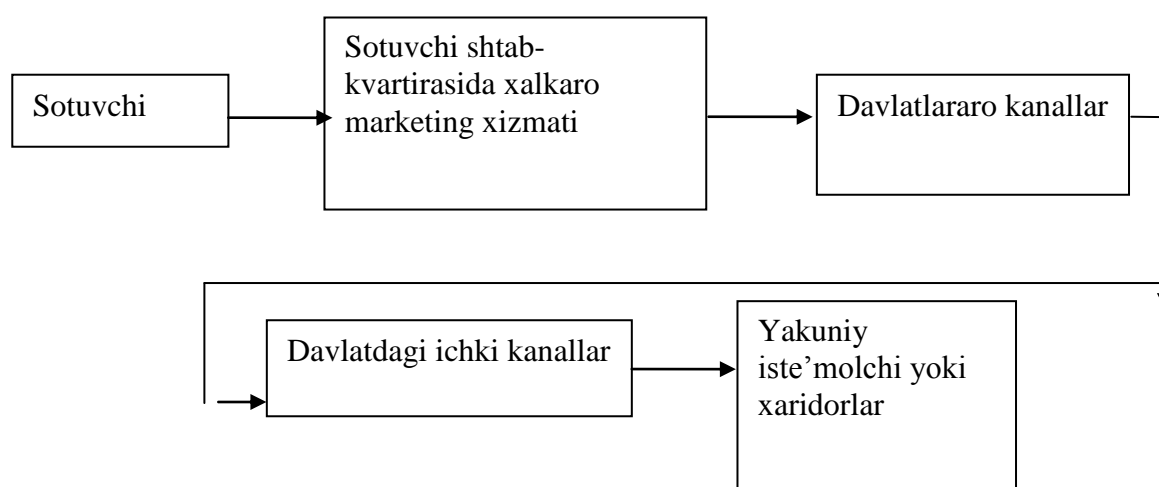 Sotuvchi
Sotuvchi shtab-
kvartirasida xalkaro
marketing xizmati
Davlatlararo kanallar
Davlatdagi ichki kanallar
Yakuniy
iste’molchi yoki
xaridorlar